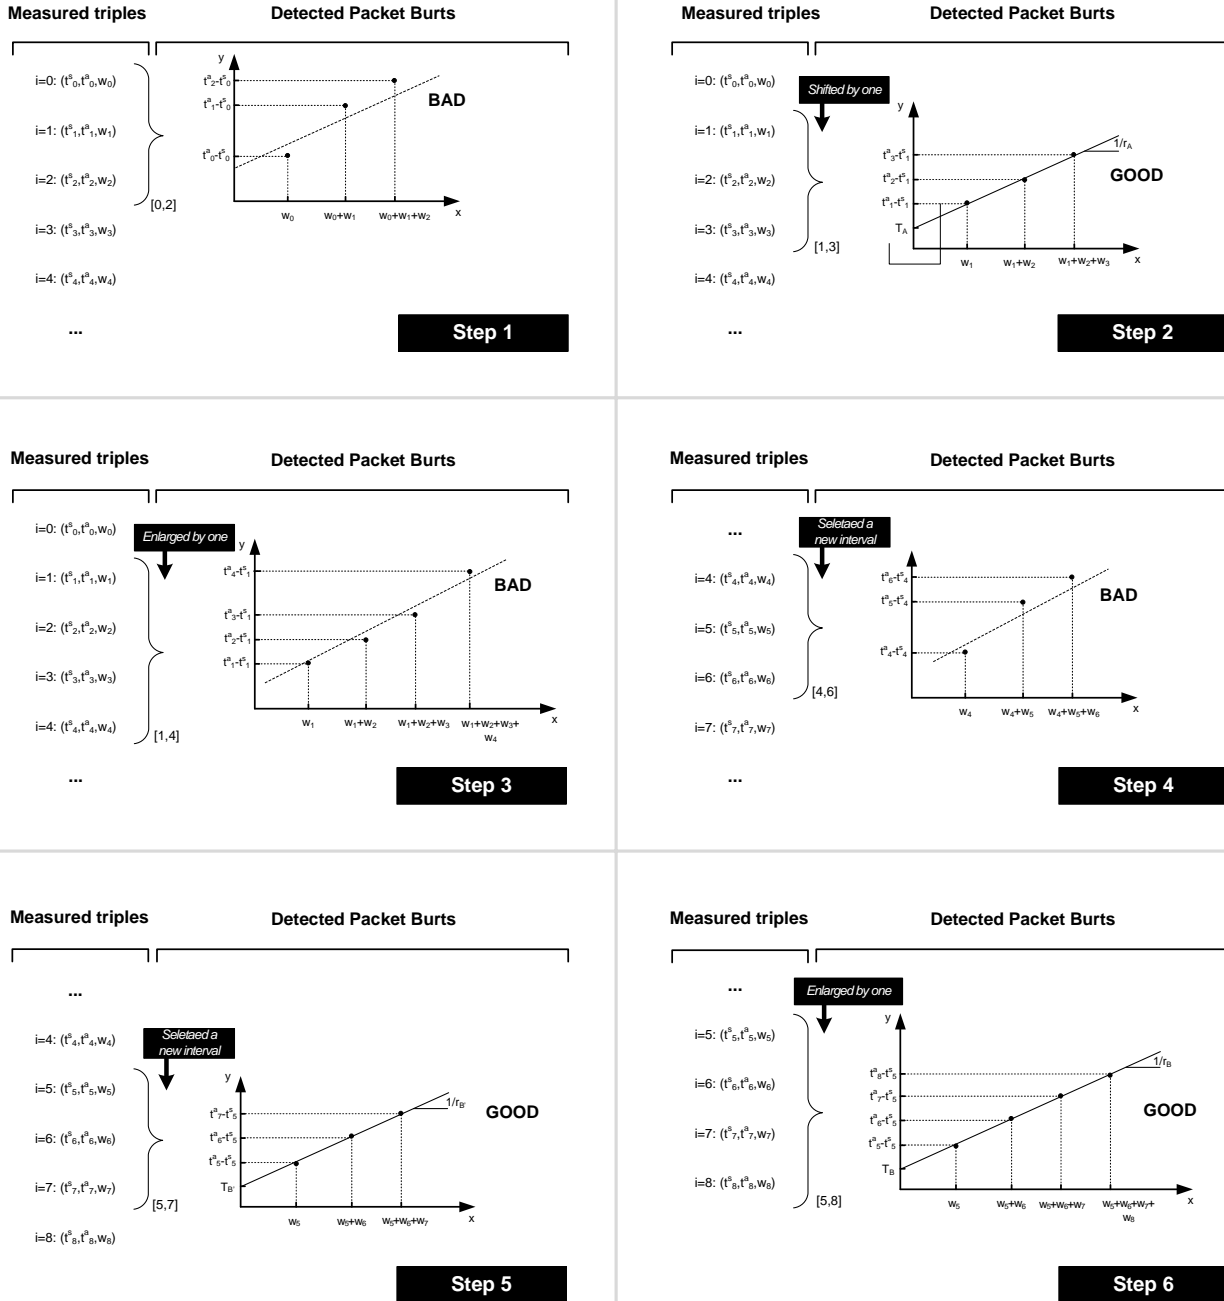 Measured triples
Detected Packet Burts
i=0: (tˢ₀,tᵃ₀,w₀)
i=1: (tˢ₁,tᵃ₁,w₁)
i=2: (tˢ₂,tᵃ₂,w₂)
i=3: (tˢ₃,tᵃ₃,w₃)
i=4: (tˢ₄,tᵃ₄,w₄)
...
[0,2]
y
tᵃ₂-tˢ₀
tᵃ₁-tˢ₀
tᵃ₀-tˢ₀
BAD
w₀
w₀+w₁
w₀+w₁+w₂
x
Step 1
Measured triples
Detected Packet Burts
i=0: (tˢ₀,tᵃ₀,w₀)
i=1: (tˢ₁,tᵃ₁,w₁)
i=2: (tˢ₂,tᵃ₂,w₂)
i=3: (tˢ₃,tᵃ₃,w₃)
i=4: (tˢ₄,tᵃ₄,w₄)
...
Shifted by one
[1,3]
y
1/r_A
tᵃ₃-tˢ₁
tᵃ₂-tˢ₁
tᵃ₁-tˢ₁
T_A
GOOD
w₁
w₁+w₂
w₁+w₂+w₃
x
Step 2
Measured triples
Detected Packet Burts
i=0: (tˢ₀,tᵃ₀,w₀)
i=1: (tˢ₁,tᵃ₁,w₁)
i=2: (tˢ₂,tᵃ₂,w₂)
i=3: (tˢ₃,tᵃ₃,w₃)
i=4: (tˢ₄,tᵃ₄,w₄)
...
Enlarged by one
[1,4]
y
tᵃ₄-tˢ₁
tᵃ₃-tˢ₁
tᵃ₂-tˢ₁
tᵃ₁-tˢ₁
BAD
w₁
w₁+w₂
w₁+w₂+w₃
w₁+w₂+w₃+
w₄
x
Step 3
Measured triples
Detected Packet Burts
...
i=4: (tˢ₄,tᵃ₄,w₄)
i=5: (tˢ₅,tᵃ₅,w₅)
i=6: (tˢ₆,tᵃ₆,w₆)
i=7: (tˢ₇,tᵃ₇,w₇)
...
Seletaed a
new interval
[4,6]
y
tᵃ₆-tˢ₄
tᵃ₅-tˢ₄
tᵃ₄-tˢ₄
BAD
w₄
w₄+w₅
w₄+w₅+w₆
x
Step 4
Measured triples
Detected Packet Burts
...
i=4: (tˢ₄,tᵃ₄,w₄)
i=5: (tˢ₅,tᵃ₅,w₅)
i=6: (tˢ₆,tᵃ₆,w₆)
i=7: (tˢ₇,tᵃ₇,w₇)
i=8: (tˢ₈,tᵃ₈,w₈)
Seletaed a
new interval
[5,7]
y
1/r_B'
tᵃ₇-tˢ₅
tᵃ₆-tˢ₅
tᵃ₅-tˢ₅
T_B'
GOOD
w₅
w₅+w₆
w₅+w₆+w₇
x
Step 5
Measured triples
Detected Packet Burts
...
i=5: (tˢ₅,tᵃ₅,w₅)
i=6: (tˢ₆,tᵃ₆,w₆)
i=7: (tˢ₇,tᵃ₇,w₇)
i=8: (tˢ₈,tᵃ₈,w₈)
Enlarged by one
[5,8]
y
1/r_B
tᵃ₈-tˢ₅
tᵃ₇-tˢ₅
tᵃ₆-tˢ₅
tᵃ₅-tˢ₅
T_B
GOOD
w₅
w₅+w₆
w₅+w₆+w₇
w₅+w₆+w₇+
w₈
x
Step 6